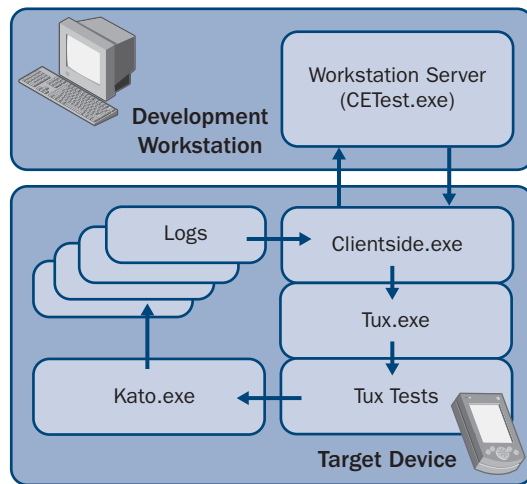 Workstation Server
(CETest.exe)
Development
Workstation
Logs
Clientside.exe
Tux.exe
Kato.exe
Tux Tests
Target Device